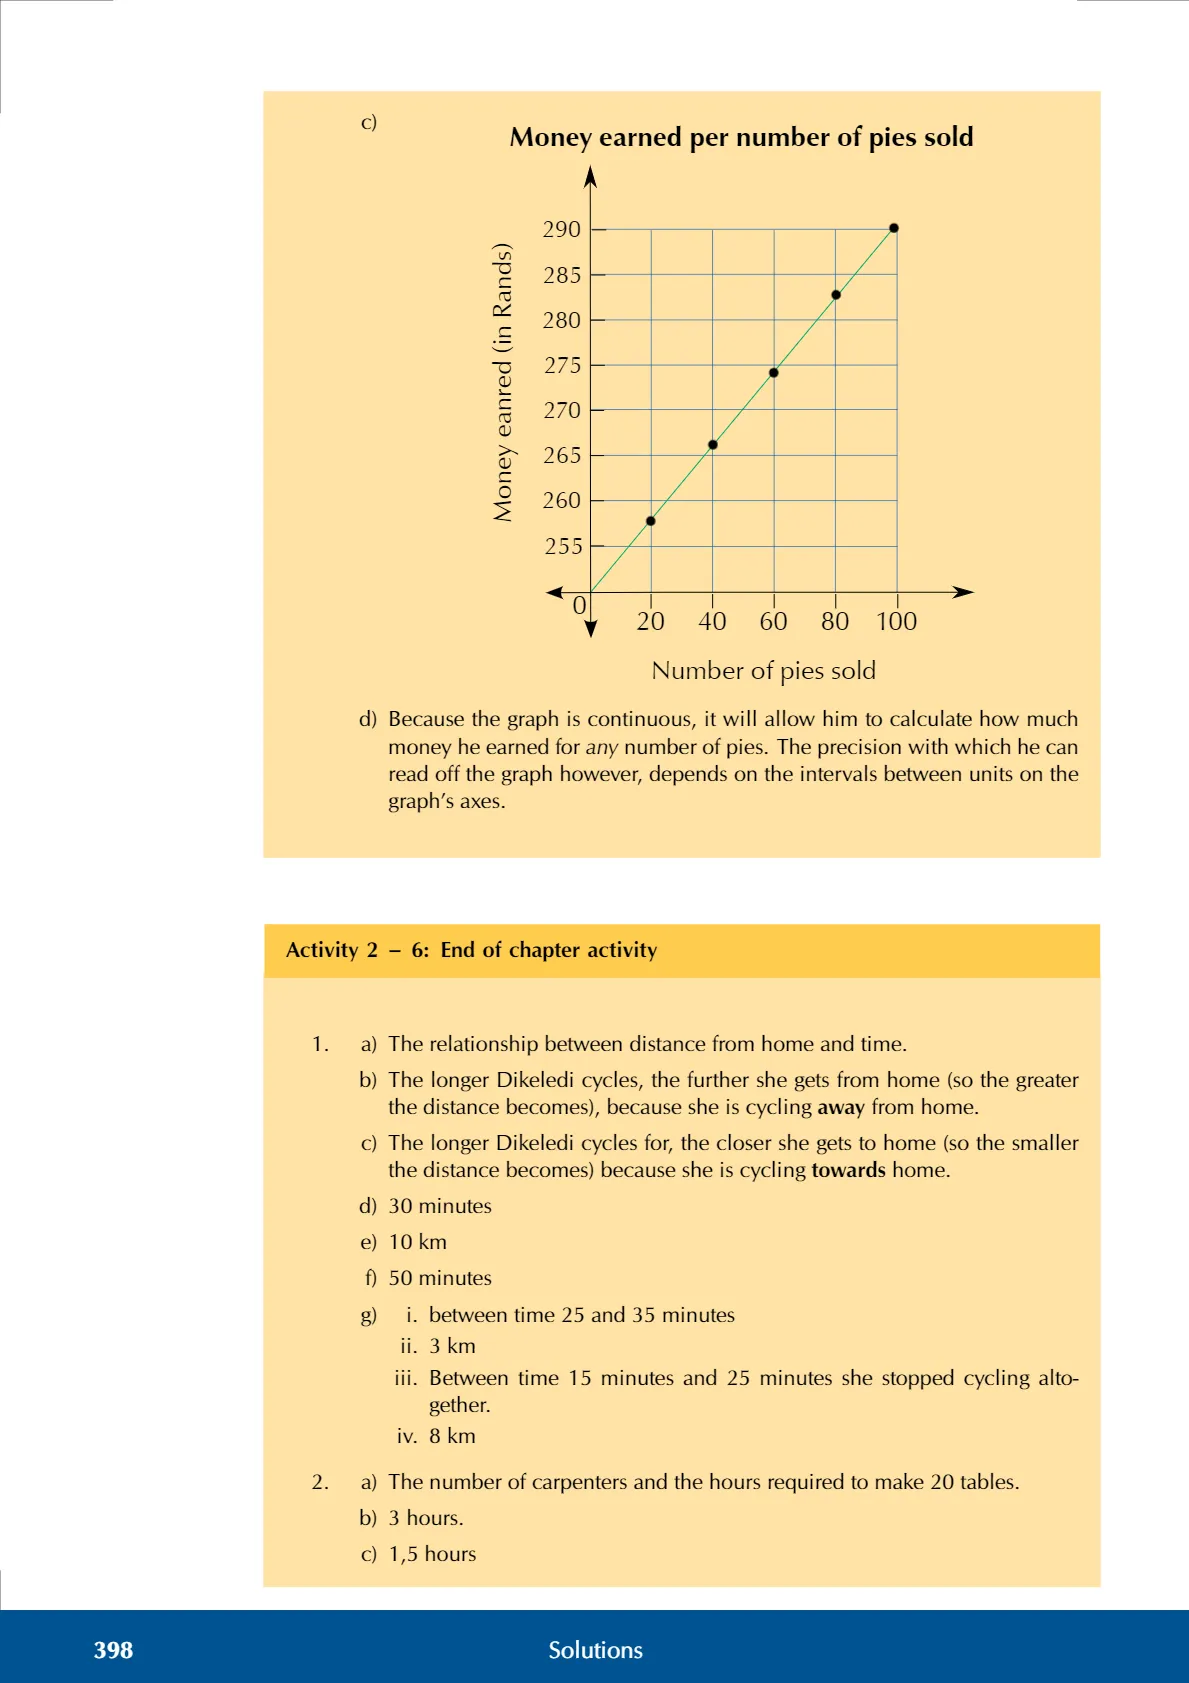 c)
Money earned per number of pies sold
290
285
280
275
270
265
260
255
0
20 40 60 80 100
Money eanred (in Rands)
Number of pies sold
d) Because the graph is continuous, it will allow him to calculate how much
money he earned for any number of pies. The precision with which he can
read off the graph however, depends on the intervals between units on the
graph's axes.
Activity 2 – 6: End of chapter activity
1. a) The relationship between distance from home and time.
b) The longer Dikeledi cycles, the further she gets from home (so the greater
the distance becomes), because she is cycling away from home.
c) The longer Dikeledi cycles for, the closer she gets to home (so the smaller
the distance becomes) because she is cycling towards home.
d) 30 minutes
e) 10 km
f) 50 minutes
g) i. between time 25 and 35 minutes
ii. 3 km
iii. Between time 15 minutes and 25 minutes she stopped cycling alto-
gether.
iv. 8 km
2. a) The number of carpenters and the hours required to make 20 tables.
b) 3 hours.
c) 1,5 hours
398 Solutions